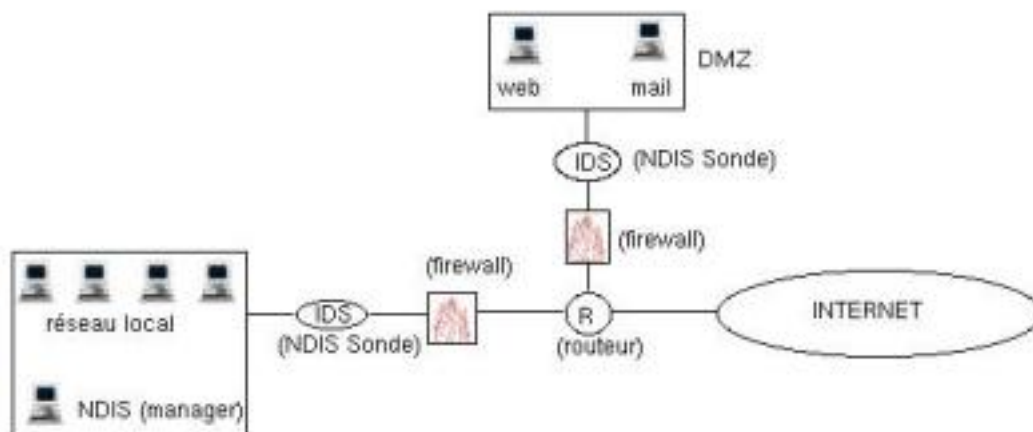 DMZ
web
mail
IDS
(NDIS Sonde)
(firewall)
(firewall)
réseau local
IDS
(NDIS Sonde)
R
(routeur)
INTERNET
NDIS (manager)